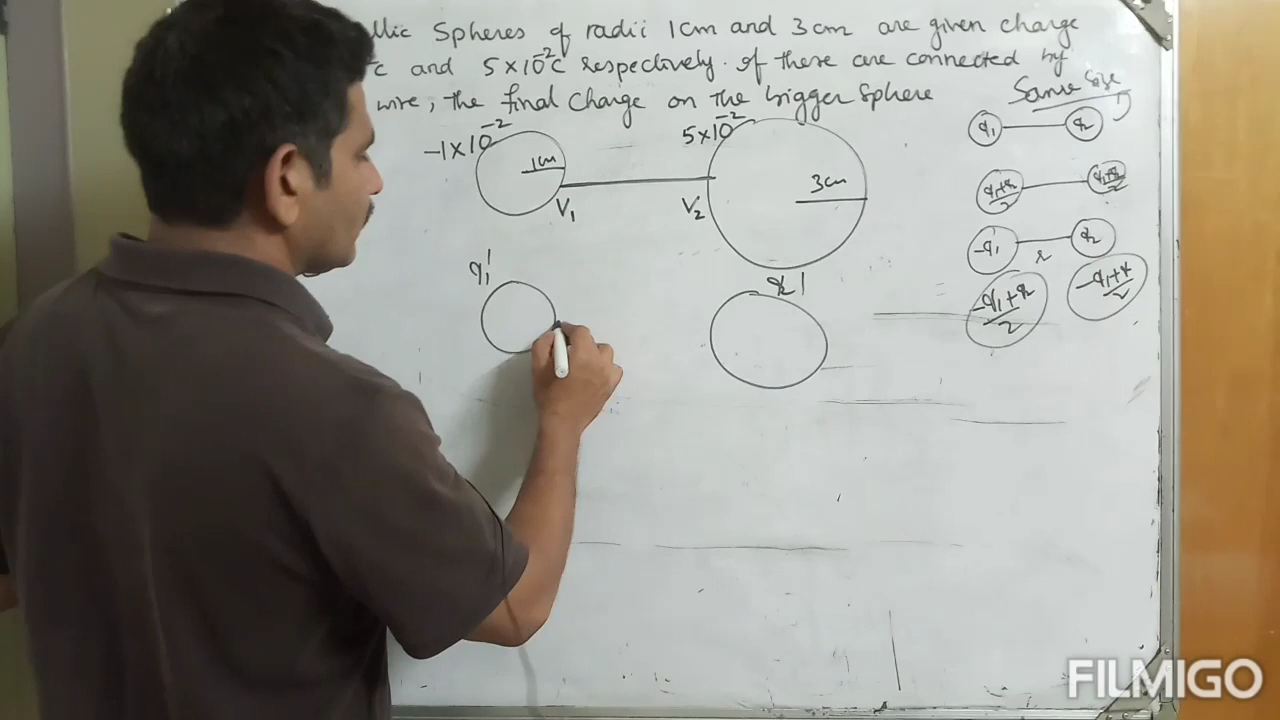 llic Spheres of radii 1cm and 3cm are given charge
c and 5×10⁻²c respectively. If these are connected by
wire, the final charge on the bigger sphere
Same Size
-1×10⁻²
1cm
5×10⁻²
3cm
V₁
V₂
q₁
q₂
q₁+q₂/2
q₁+q₂/2
-q₁
q₂
r
-q₁+q₂/2
-q₁+q₂/2
q₁'
q₂'
FILMIGO